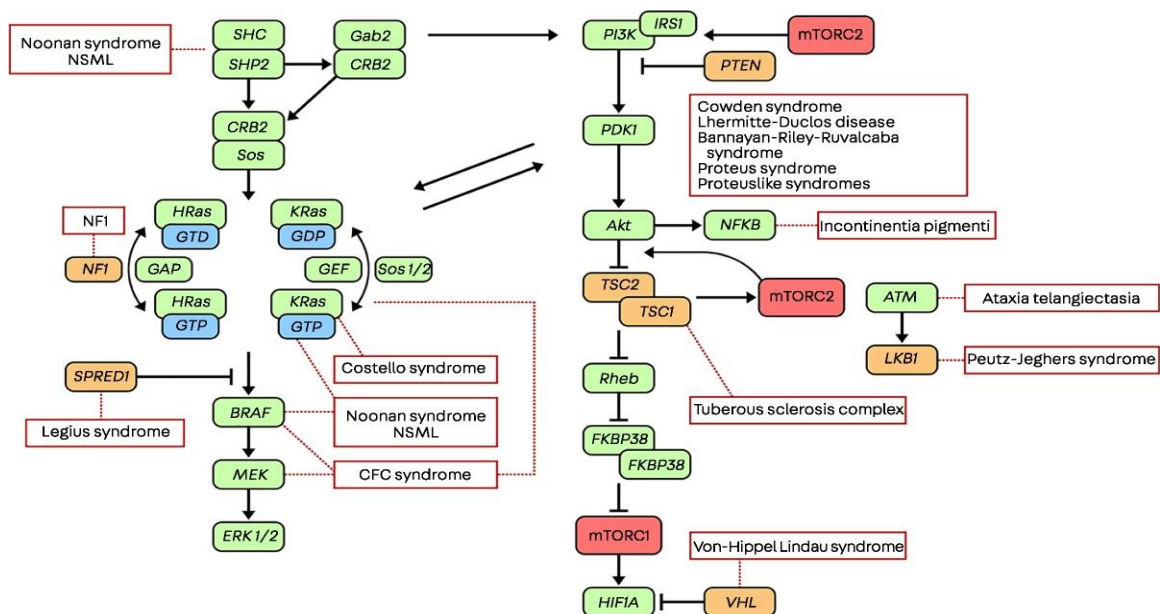 Noonan syndrome
NSML
SHC
SHP2
Gab2
CRB2
CRB2
Sos
NF1
NF1
HRas
GTD
GAP
HRas
GTP
KRas
GDP
GEF
Sos 1/2
KRas
GTP
SPRED1
Legius syndrome
BRAF
MEK
ERK 1/2
Costello syndrome
Noonan syndrome
NSML
CFC syndrome
PI3K
IRS1
mTORC2
PTEN
PDK1
Cowden syndrome
Lhermitte-Duclos disease
Bannayan-Riley-Ruvalcaba
syndrome
Proteus syndrome
Proteuslike syndromes
Akt
NFKB
Incontinentia pigmenti
TSC2
TSC1
mTORC2
ATM
Ataxia telangiectasia
LKB1
Peutz-Jeghers syndrome
Rheb
Tuberous sclerosis complex
FKBP38
FKBP38
mTORC1
Von-Hippel Lindau syndrome
HIF1A
VHL